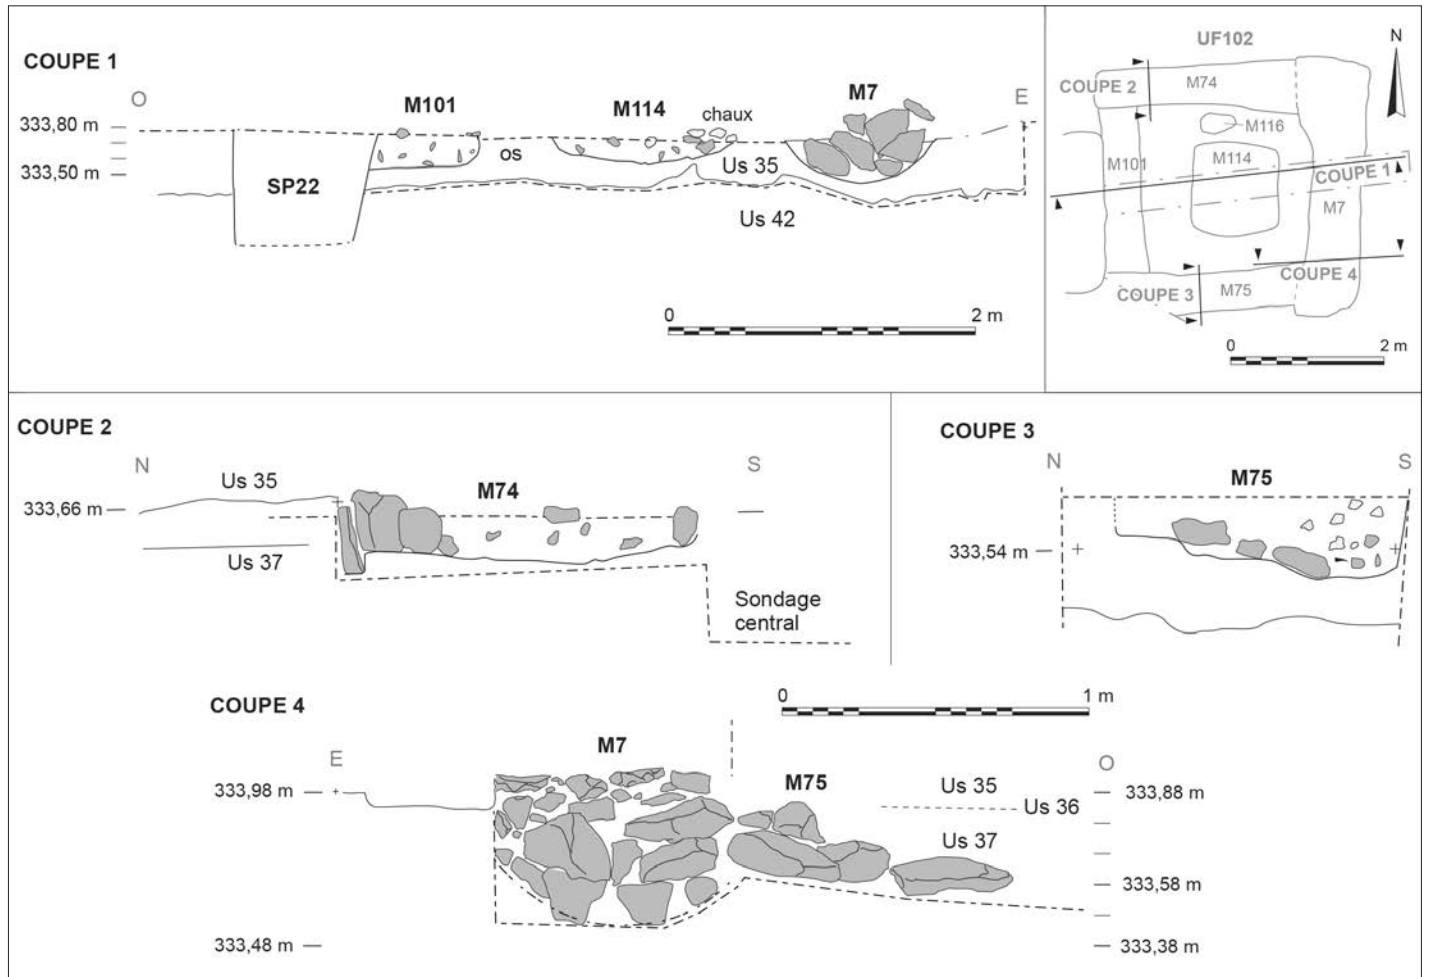 COUPE 1
O
E
M101
M114
M7
chaux
333,80 m
333,50 m
os
Us 35
SP22
Us 42
0
2 m
UF102
N
COUPE 2
M74
M116
M101
M114
COUPE 1
M7
COUPE 4
COUPE 3
M75
0
2 m
COUPE 2
N
S
Us 35
M74
333,66 m
Us 37
Sondage
central
COUPE 3
N
S
M75
333,54 m
0
1 m
COUPE 4
E
M7
M75
O
333,98 m
Us 35
333,88 m
Us 36
Us 37
333,58 m
333,48 m
333,38 m